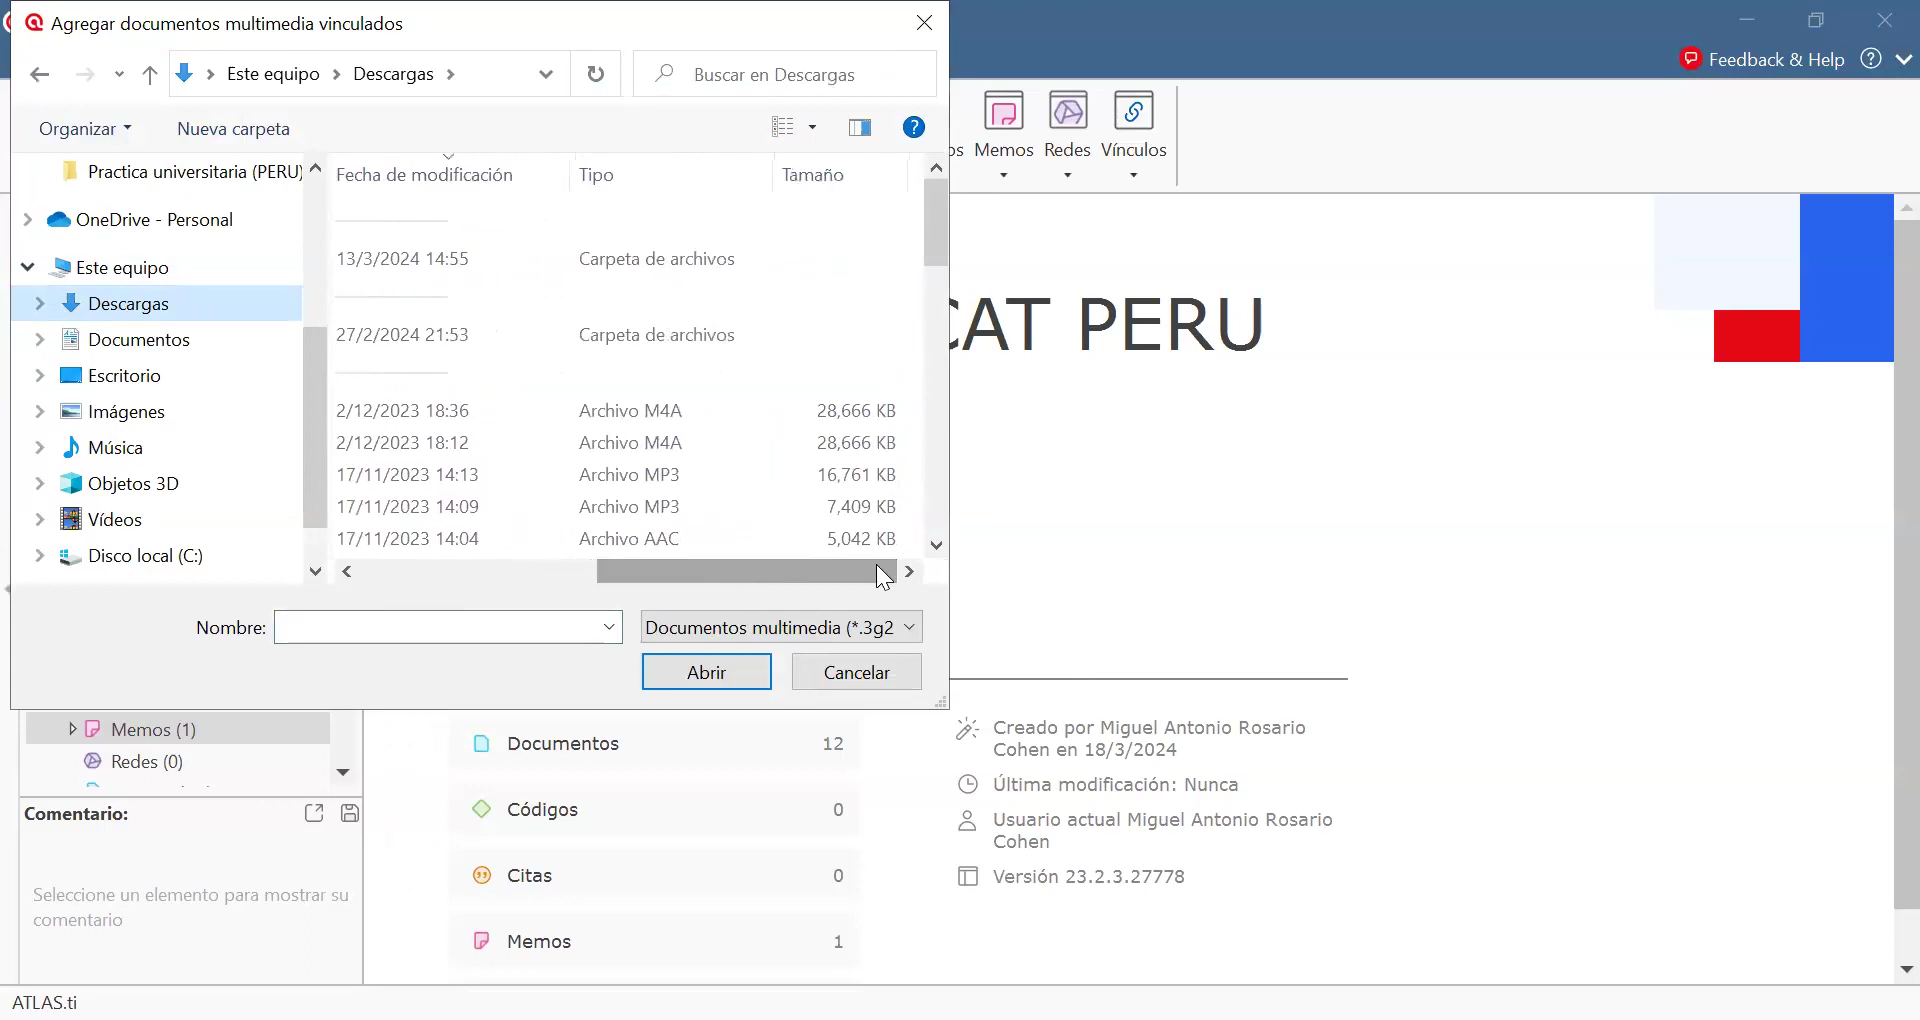 Agregar documentos multimedia vinculados
Este equipo
Descargas
Buscar en Descargas
Feedback & Help
Organizar
Nueva carpeta
os
Memos
Redes
Vínculos
Practica universitaria (PERU)
OneDrive - Personal
Este equipo
Descargas
Documentos
Escritorio
Imágenes
Música
Objetos 3D
Vídeos
Disco local (C:)
Fecha de modificación Tipo Tamaño
13/3/2024 14:55 Carpeta de archivos
27/2/2024 21:53 Carpeta de archivos
2/12/2023 18:36 Archivo M4A 28,666 KB
2/12/2023 18:12 Archivo M4A 28,666 KB
17/11/2023 14:13 Archivo MP3 16,761 KB
17/11/2023 14:09 Archivo MP3 7,409 KB
17/11/2023 14:04 Archivo AAC 5,042 KB
Nombre:
Documentos multimedia (*.3g2
Abrir
Cancelar
CAT PERU
Memos (1)
Redes (0)
Comentario:
Seleccione un elemento para mostrar su
comentario
Documentos 12
Códigos 0
Citas 0
Memos 1
Creado por Miguel Antonio Rosario
Cohen en 18/3/2024
Última modificación: Nunca
Usuario actual Miguel Antonio Rosario
Cohen
Versión 23.2.3.27778
ATLAS.ti